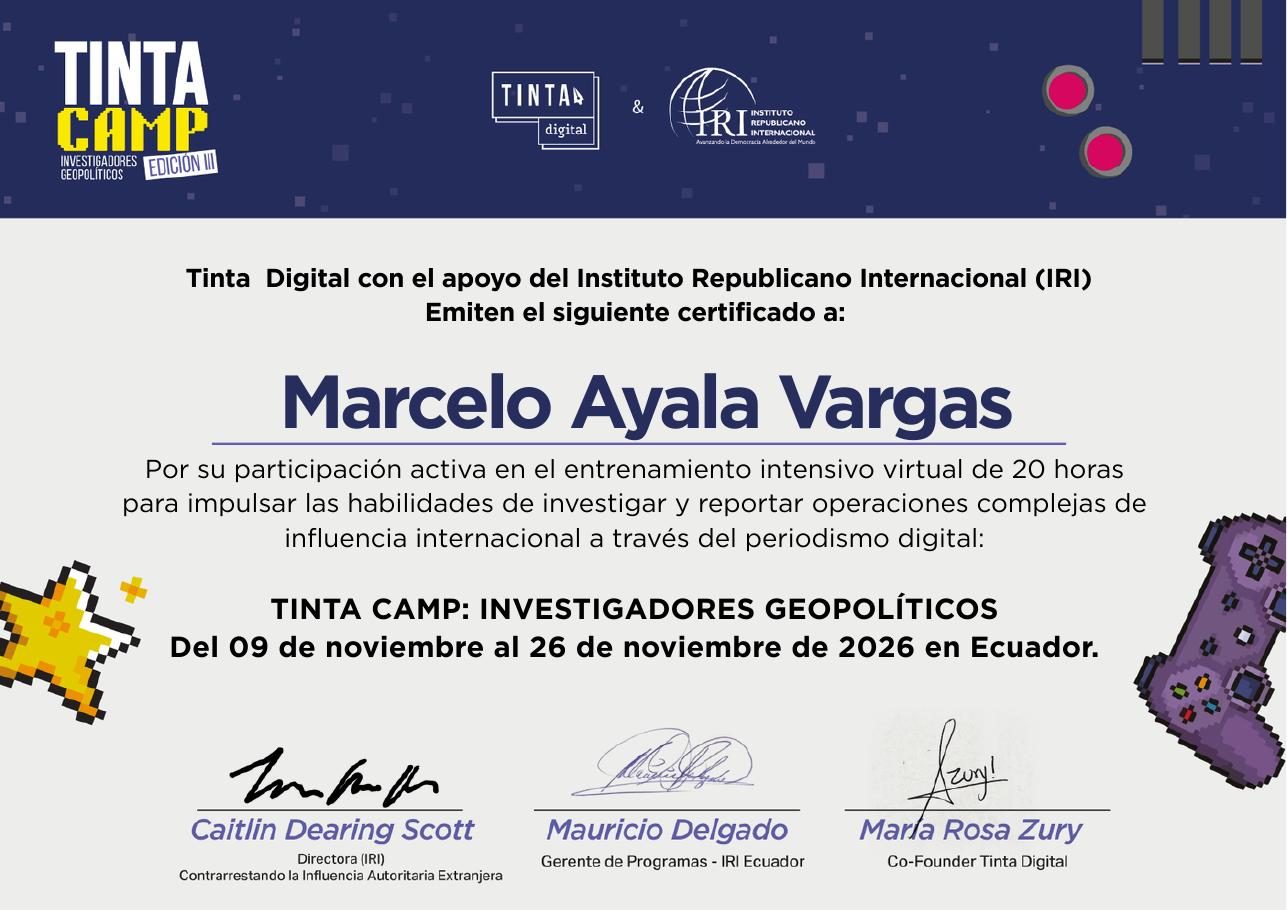 TINTA
CAMP
INVESTIGADORES
GEOPOLÍTICOS
EDICIÓN III
TINTA
digital
&
IRI
INSTITUTO
REPUBLICANO
INTERNACIONAL
Avanzando la Democracia Alrededor del Mundo
Tinta Digital con el apoyo del Instituto Republicano Internacional (IRI)
Emiten el siguiente certificado a:
Marcelo Ayala Vargas
Por su participación activa en el entrenamiento intensivo virtual de 20 horas
para impulsar las habilidades de investigar y reportar operaciones complejas de
influencia internacional a través del periodismo digital:
TINTA CAMP: INVESTIGADORES GEOPOLÍTICOS
Del 09 de noviembre al 26 de noviembre de 2026 en Ecuador.
Zury!
Caitlin Dearing Scott
Directora (IRI)
Contrarrestando la Influencia Autoritaria Extranjera
Mauricio Delgado
Gerente de Programas - IRI Ecuador
María Rosa Zury
Co-Founder Tinta Digital